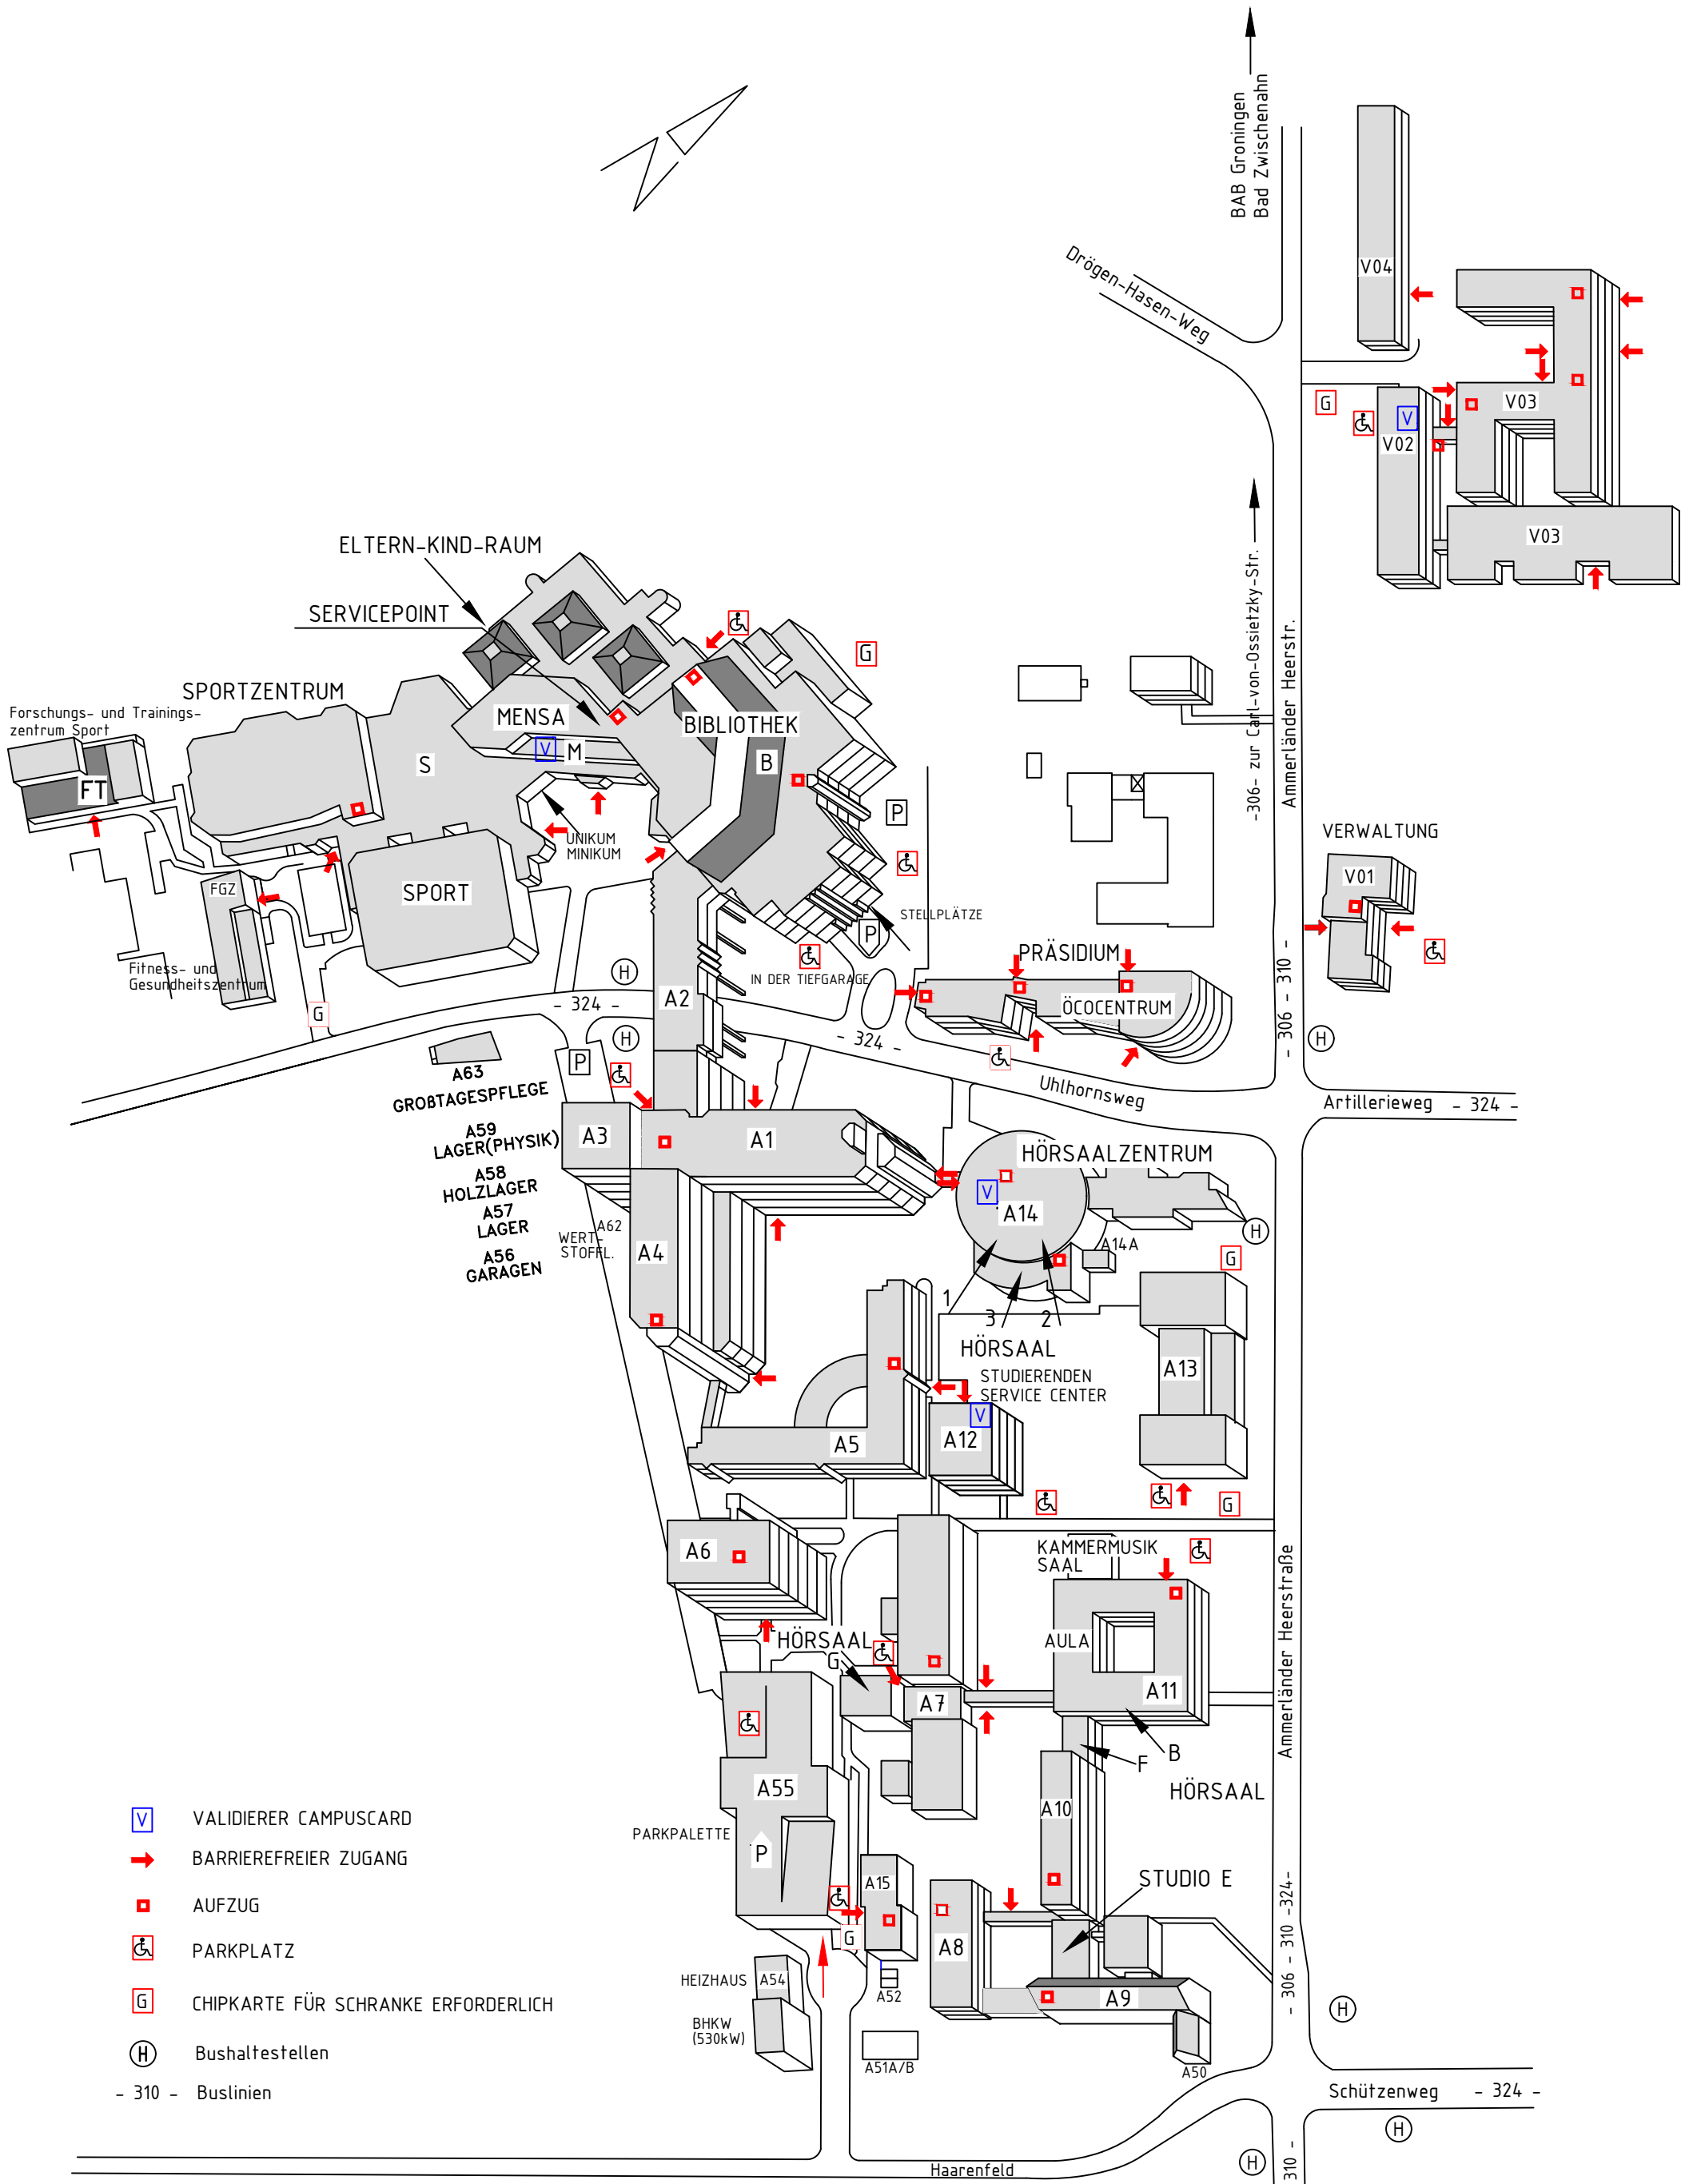 BAB Groningen
Bad Zwischenahn
Drögen-Hasen-Weg
V04
V03
G
V
V02
V03
-306- zur Carl-von-Ossietzky-Str.
Ammerländer Heerstr.
ELTERN-KIND-RAUM
SERVICEPOINT
G
SPORTZENTRUM
Forschungs- und Trainings-
zentrum Sport
MENSA
V
M
BIBLIOTHEK
B
S
FT
P
UNIKUM
MINIKUM
VERWALTUNG
V01
FGZ
SPORT
STELLPLÄTZE
P
Fitness- und
Gesundheitszentrum
IN DER TIEFGARAGE
PRÄSIDIUM
ÖCOCENTRUM
H
G
- 324 -
A2
- 324 -
- 306 - 310 -
H
H
P
A63
GROßTAGESPFLEGE
Uhlhornsweg
Artillerieweg - 324 -
A59
LAGER(PHYSIK)
A3
A1
HÖRSAALZENTRUM
A58
HOLZLAGER
V
A14
A57
LAGER
A62
WERT-
STOFFL.
A4
A56
GARAGEN
A14A
H
G
1
3
2
HÖRSAAL
STUDIERENDEN
SERVICE CENTER
A13
V
A12
A5
G
A6
KAMMERMUSIK
SAAL
Ammerländer Heerstraße
HÖRSAAL
G
AULA
A7
A11
B
F
HÖRSAAL
A55
A10
PARKPALETTE
P
STUDIO E
A15
G
A8
- 306 - 310 -324-
HEIZHAUS
A54
A52
A9
BHKW
(530kW)
A51A/B
A50
H
V VALIDIERER CAMPUSCARD
BARRIEREFREIER ZUGANG
AUFZUG
PARKPLATZ
G CHIPKARTE FÜR SCHRANKE ERFORDERLICH
H Bushaltestellen
- 310 - Buslinien
Schützenweg - 324 -
H
H
310 -
Haarenfeld